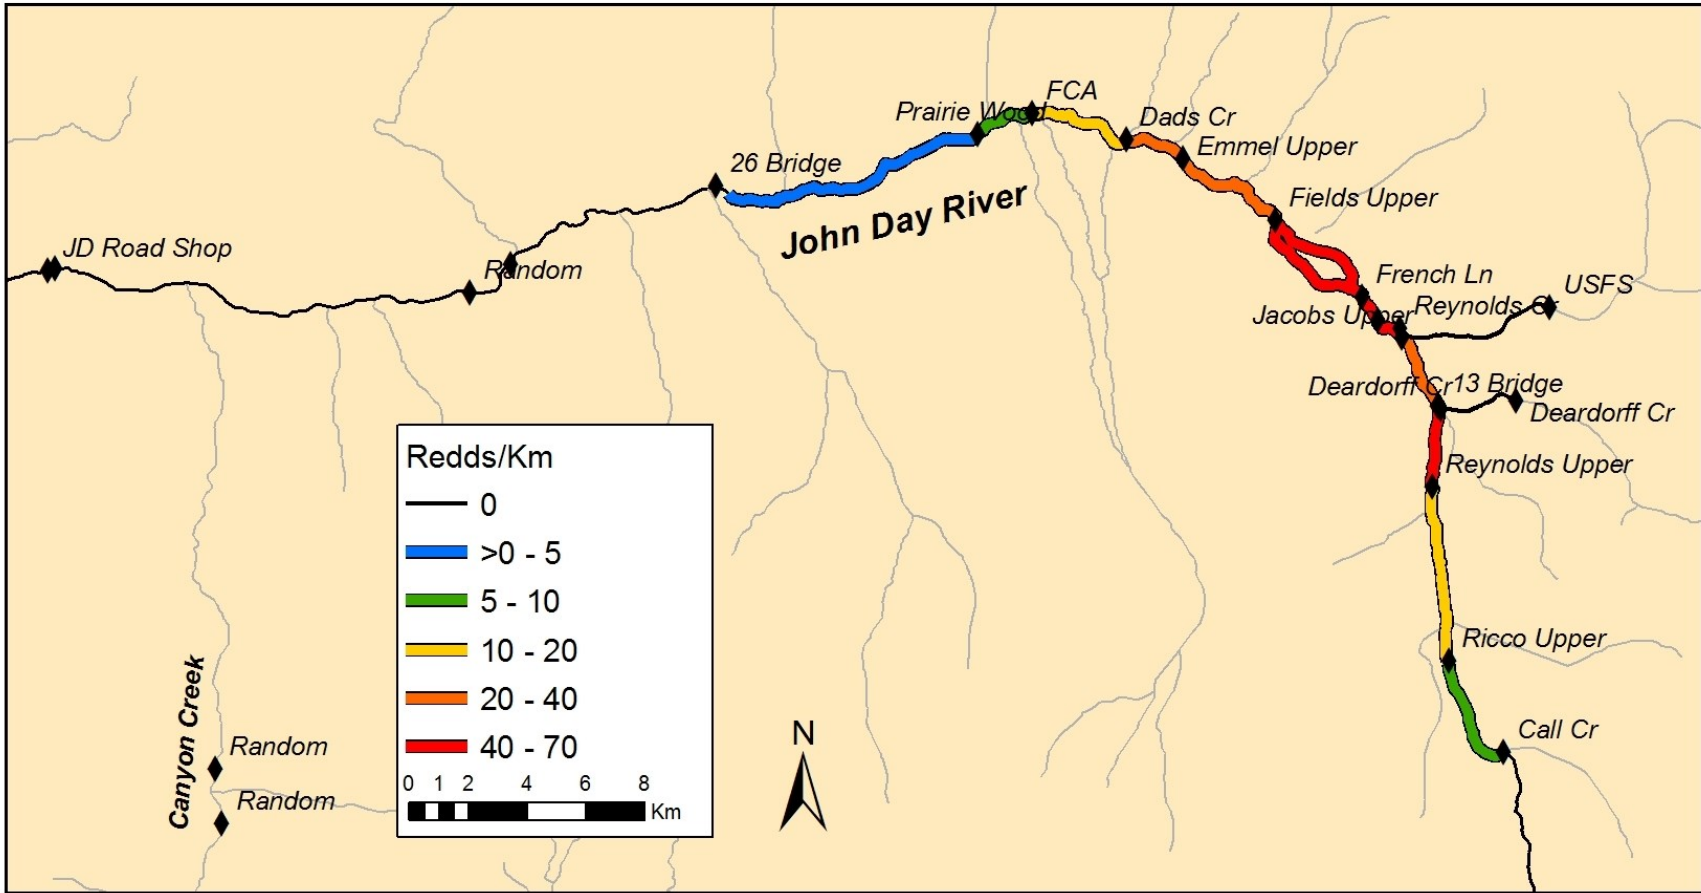 FCA
Prairie Wood
Dads Cr
Emmel Upper
26 Bridge
Fields Upper
John Day River
JD Road Shop
Random
French Ln
USFS
Reynolds Cr
Jacobs Upper
Deardorff Cr
13 Bridge
Deardorff Cr
Reynolds Upper
Redds/Km
0
>0 - 5
5 - 10
10 - 20
20 - 40
40 - 70
0 1 2 4 6 8
Km
N
Ricco Upper
Call Cr
Canyon Creek
Random
Random